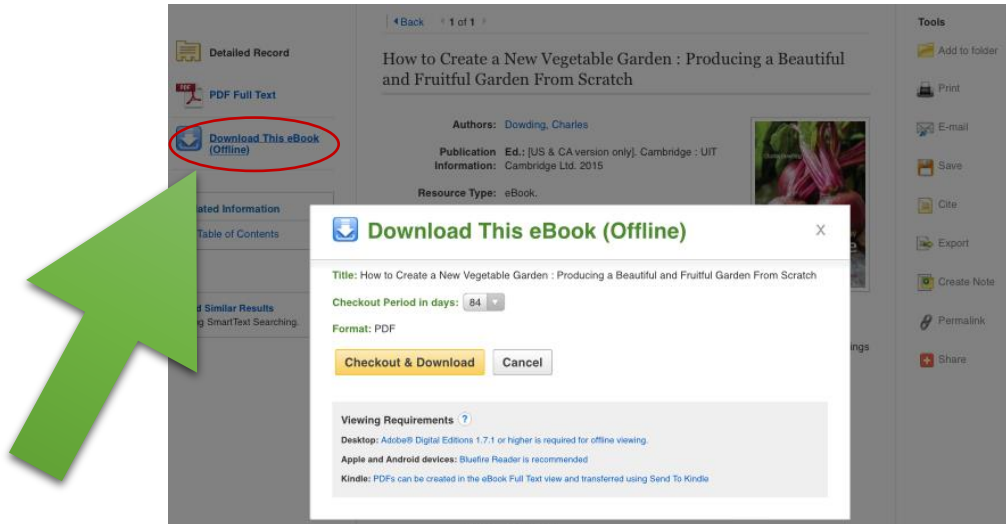 Back 1 of 1
Detailed Record
PDF Full Text
Download This eBook
(Offline)
ated Information
Table of Contents
d Similar Results
g SmartText Searching.
How to Create a New Vegetable Garden : Producing a Beautiful
and Fruitful Garden From Scratch
Authors: Dowding, Charles
Publication Ed.: [US & CA version only]. Cambridge : UIT
Information: Cambridge Ltd. 2015
Resource Type: eBook.
ings
Tools
Add to folder
Print
E-mail
Save
Cite
Export
Create Note
Permalink
Share
Download This eBook (Offline)
X
Title: How to Create a New Vegetable Garden : Producing a Beautiful and Fruitful Garden From Scratch
Checkout Period in days: 84
Format: PDF
Checkout & Download Cancel
Viewing Requirements ?
Desktop: Adobe® Digital Editions 1.7.1 or higher is required for offline viewing.
Apple and Android devices: Bluefire Reader is recommended
Kindle: PDFs can be created in the eBook Full Text view and transferred using Send To Kindle